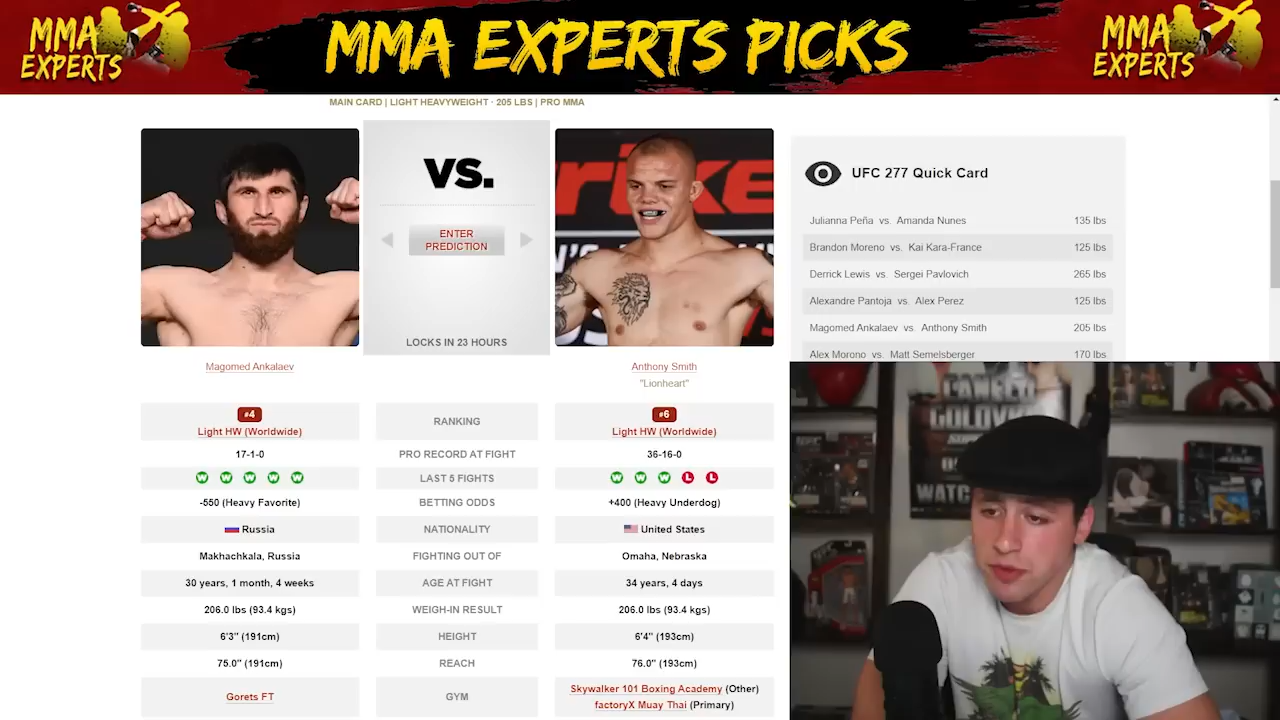 MMA EXPERTS
MMA EXPERTS PICKS
MMA EXPERTS
MAIN CARD | LIGHT HEAVYWEIGHT · 205 LBS | PRO MMA
VS.
ENTER PREDICTION
LOCKS IN 23 HOURS
Magomed Ankalaev
Anthony Smith
"Lionheart"
#4 Light HW (Worldwide)
RANKING
#6 Light HW (Worldwide)
17-1-0 PRO RECORD AT FIGHT 36-16-0
W W W W W LAST 5 FIGHTS W W W L L
-550 (Heavy Favorite) BETTING ODDS +400 (Heavy Underdog)
Russia NATIONALITY United States
Makhachkala, Russia FIGHTING OUT OF Omaha, Nebraska
30 years, 1 month, 4 weeks AGE AT FIGHT 34 years, 4 days
206.0 lbs (93.4 kgs) WEIGH-IN RESULT 206.0 lbs (93.4 kgs)
6'3" (191cm) HEIGHT 6'4" (193cm)
75.0" (191cm) REACH 76.0" (193cm)
Gorets FT GYM Skywalker 101 Boxing Academy (Other)
factoryX Muay Thai (Primary)
UFC 277 Quick Card
Julianna Peña vs. Amanda Nunes 135 lbs
Brandon Moreno vs. Kai Kara-France 125 lbs
Derrick Lewis vs. Sergei Pavlovich 265 lbs
Alexandre Pantoja vs. Alex Perez 125 lbs
Magomed Ankalaev vs. Anthony Smith 205 lbs
Alex Morono vs. Matt Semelsberger 170 lbs
CANELO